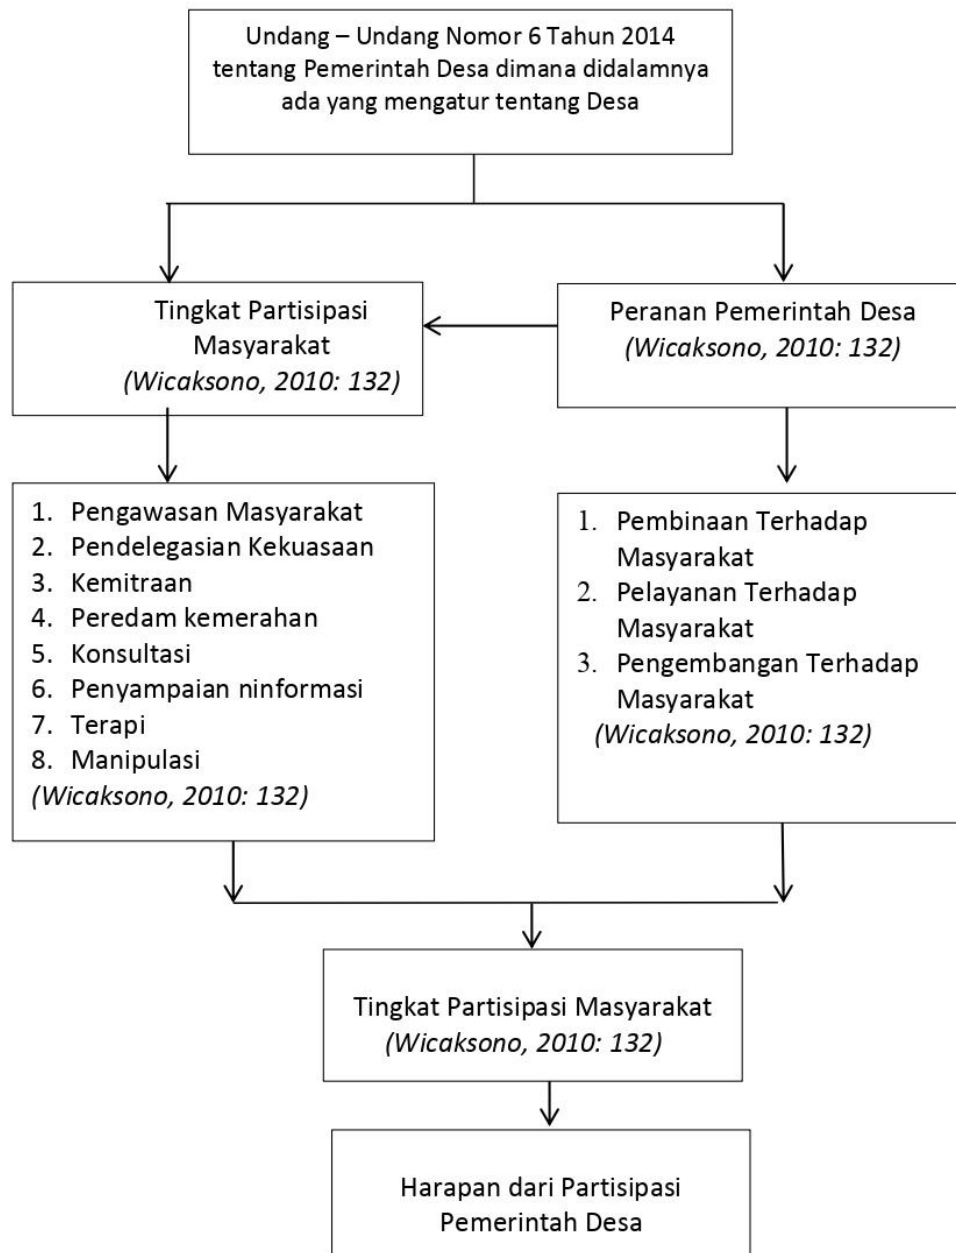 Undang – Undang Nomor 6 Tahun 2014
tentang Pemerintah Desa dimana didalamnya
ada yang mengatur tentang Desa
Tingkat Partisipasi
Masyarakat
(Wicaksono, 2010: 132)
Peranan Pemerintah Desa
(Wicaksono, 2010: 132)
1. Pengawasan Masyarakat
2. Pendelegasian Kekuasaan
3. Kemitraan
4. Peredam kemerahan
5. Konsultasi
6. Penyampaian ninformasi
7. Terapi
8. Manipulasi
(Wicaksono, 2010: 132)
1. Pembinaan Terhadap
Masyarakat
2. Pelayanan Terhadap
Masyarakat
3. Pengembangan Terhadap
Masyarakat
(Wicaksono, 2010: 132)
Tingkat Partisipasi Masyarakat
(Wicaksono, 2010: 132)
Harapan dari Partisipasi
Pemerintah Desa